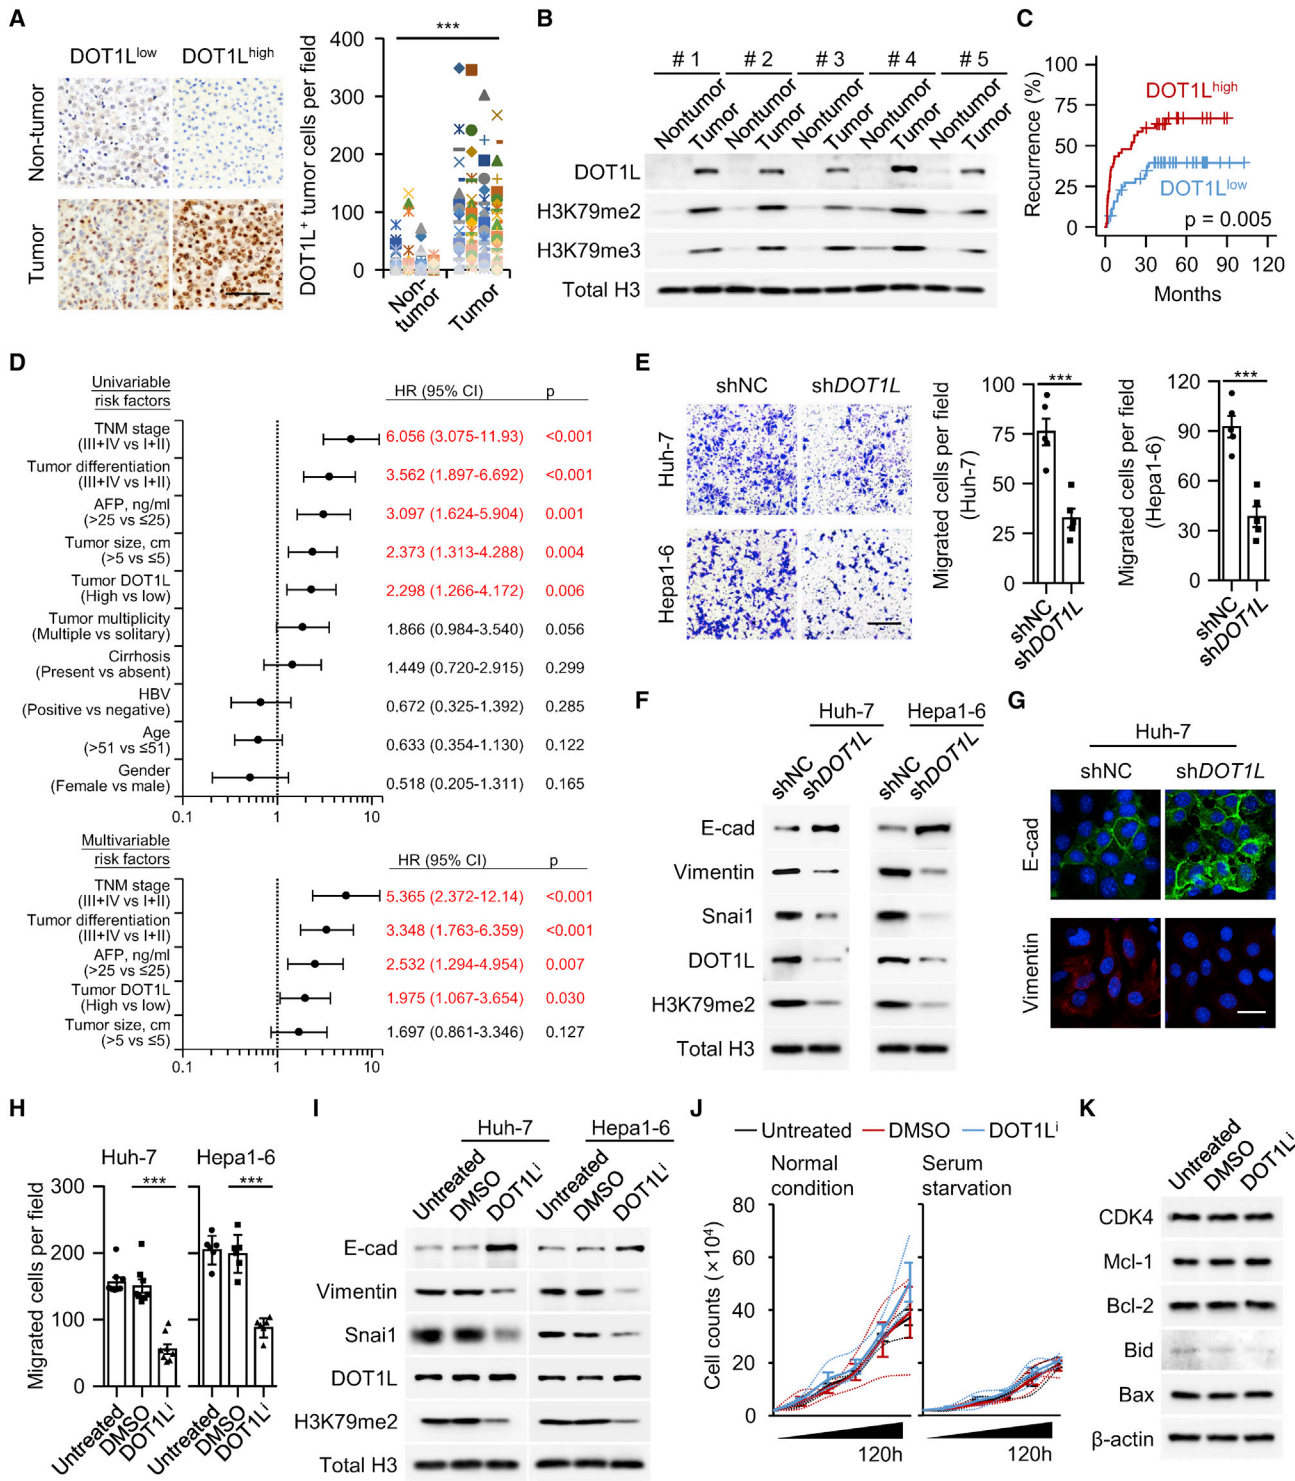 A
DOT1Llow
DOT1Lhigh
Non-tumor
Tumor
DOT1L+ tumor cells per field
***
400
300
200
100
0
Non-
tumor
Tumor
B
# 1
# 2
# 3
# 4
# 5
Nontumor
Tumor
Nontumor
Tumor
Nontumor
Tumor
Nontumor
Tumor
Nontumor
Tumor
DOT1L
H3K79me2
H3K79me3
Total H3
C
Recurrence (%)
100
75
50
25
0
DOT1Lhigh
DOT1Llow
p = 0.005
0 30 60 90 120
Months
D
Univariable
risk factors
HR (95% CI) p
TNM stage
(III+IV vs I+II)
6.056 (3.075-11.93) <0.001
Tumor differentiation
(III+IV vs I+II)
3.562 (1.897-6.692) <0.001
AFP, ng/ml
(>25 vs ≤25)
3.097 (1.624-5.904) 0.001
Tumor size, cm
(>5 vs ≤5)
2.373 (1.313-4.288) 0.004
Tumor DOT1L
(High vs low)
2.298 (1.266-4.172) 0.006
Tumor multiplicity
(Multiple vs solitary)
1.866 (0.984-3.540) 0.056
Cirrhosis
(Present vs absent)
1.449 (0.720-2.915) 0.299
HBV
(Positive vs negative)
0.672 (0.325-1.392) 0.285
Age
(>51 vs ≤51)
0.633 (0.354-1.130) 0.122
Gender
(Female vs male)
0.518 (0.205-1.311) 0.165
0.1 1 10
Multivariable
risk factors
HR (95% CI) p
TNM stage
(III+IV vs I+II)
5.365 (2.372-12.14) <0.001
Tumor differentiation
(III+IV vs I+II)
3.348 (1.763-6.359) <0.001
AFP, ng/ml
(>25 vs ≤25)
2.532 (1.294-4.954) 0.007
Tumor DOT1L
(High vs low)
1.975 (1.067-3.654) 0.030
Tumor size, cm
(>5 vs ≤5)
1.697 (0.861-3.346) 0.127
0.1 1 10
E
shNC
shDOT1L
Huh-7
Hepa1-6
Migrated cells per field
(Huh-7)
***
100
75
50
25
0
shNC
shDOT1L
Migrated cells per field
(Hepa1-6)
***
120
90
60
30
0
shNC
shDOT1L
F
Huh-7
Hepa1-6
shNC
shDOT1L
shNC
shDOT1L
E-cad
Vimentin
Snai1
DOT1L
H3K79me2
Total H3
G
Huh-7
shNC
shDOT1L
E-cad
Vimentin
H
Huh-7
Hepa1-6
Migrated cells per field
***
***
300
200
100
0
Untreated
DMSO
DOT1Li
Untreated
DMSO
DOT1Li
I
Huh-7
Hepa1-6
Untreated
DMSO
DOT1Li
Untreated
DMSO
DOT1Li
E-cad
Vimentin
Snai1
DOT1L
H3K79me2
Total H3
J
Untreated DMSO DOT1Li
Normal
condition
Serum
starvation
Cell counts (×10⁴)
80
60
40
20
0
120h
120h
K
Untreated
DMSO
DOT1Li
CDK4
Mcl-1
Bcl-2
Bid
Bax
β-actin